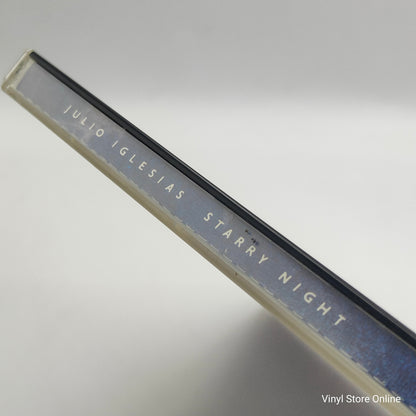 JULIO IGLESIAS STARRY NIGHT
Vinyl Store Online